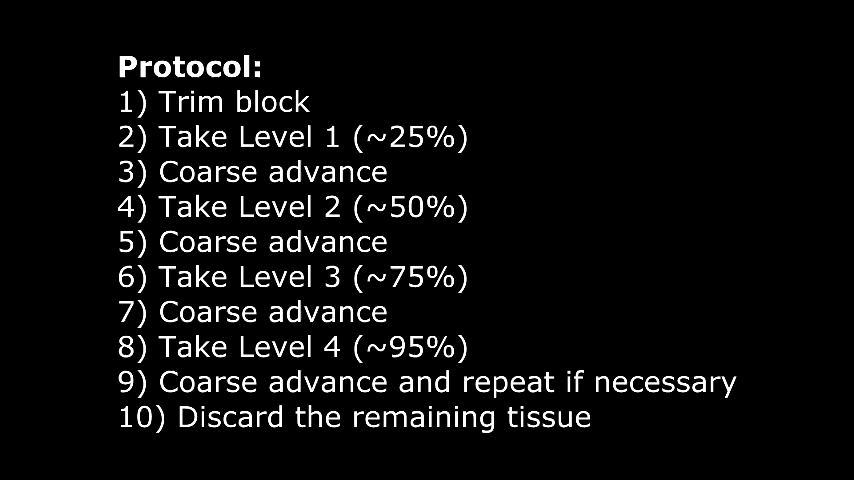 Protocol:
1) Trim block
2) Take Level 1 (~25%)
3) Coarse advance
4) Take Level 2 (~50%)
5) Coarse advance
6) Take Level 3 (~75%)
7) Coarse advance
8) Take Level 4 (~95%)
9) Coarse advance and repeat if necessary
10) Discard the remaining tissue